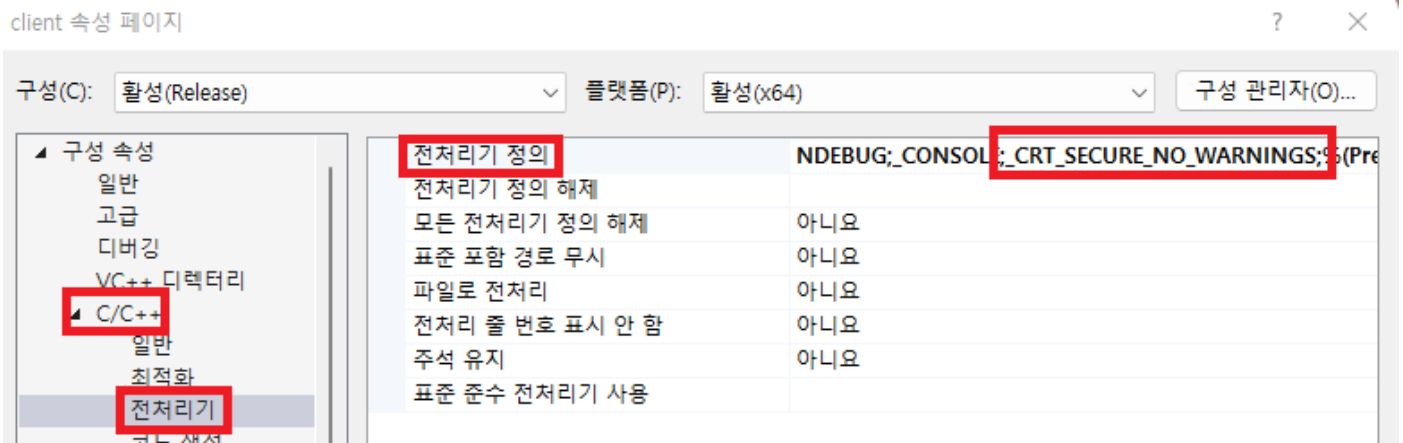 client 속성 페이지 ? ×
구성(C): 활성(Release) 플랫폼(P): 활성(x64) 구성 관리자(O)...
구성 속성
일반
고급
디버깅
VC++ 디렉터리
C/C++
일반
최적화
전처리기
코드 생성
전처리기 정의 NDEBUG;_CONSOLE;_CRT_SECURE_NO_WARNINGS;%(Pre
전처리기 정의 해제
모든 전처리기 정의 해제 아니요
표준 포함 경로 무시 아니요
파일로 전처리 아니요
전처리 줄 번호 표시 안 함 아니요
주석 유지 아니요
표준 준수 전처리기 사용